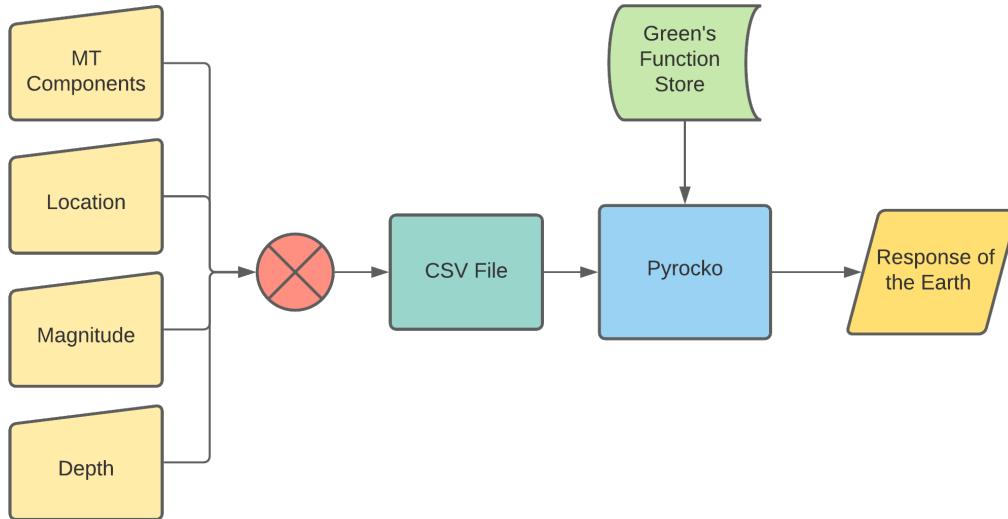 MT
Components
Location
Magnitude
Depth
CSV File
Green's
Function
Store
Pyrocko
Response of
the Earth